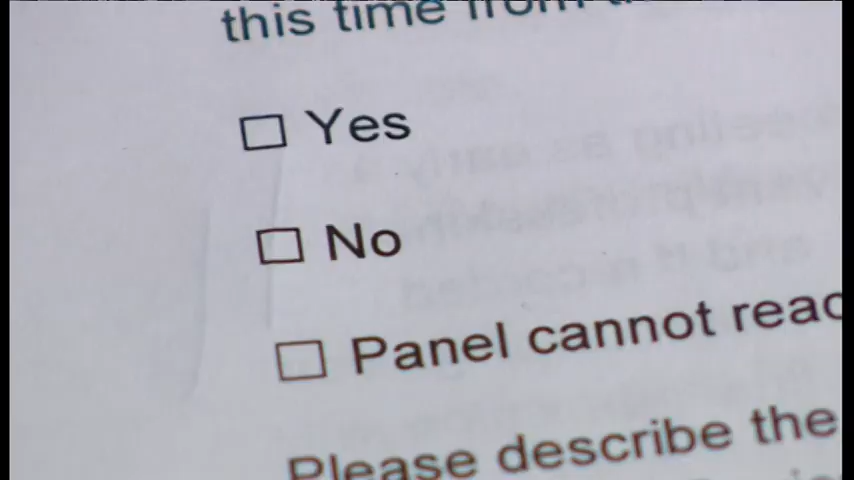 this time from
Yes
No
Panel cannot reac
Please describe the